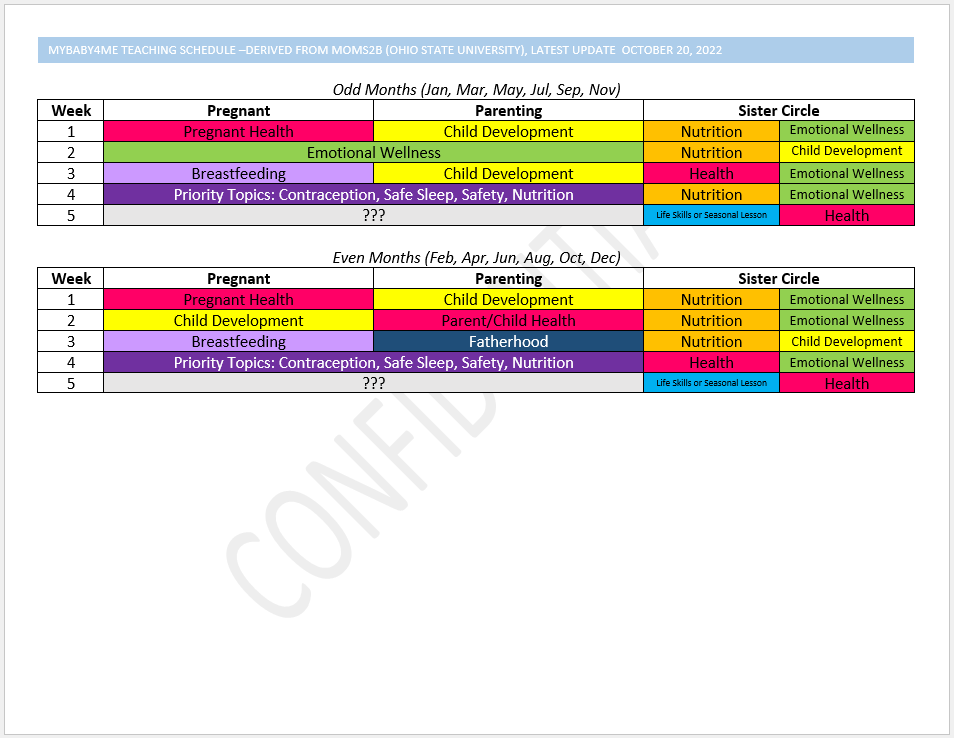 MYBABY4ME TEACHING SCHEDULE –DERIVED FROM MOMS2B (OHIO STATE UNIVERSITY), LATEST UPDATE  OCTOBER 20, 2022
Odd Months (Jan, Mar, May, Jul, Sep, Nov)
Week Pregnant Parenting Sister Circle
1 Pregnant Health Child Development Nutrition Emotional Wellness
2 Emotional Wellness Nutrition Child Development
3 Breastfeeding Child Development Health Emotional Wellness
4 Priority Topics: Contraception, Safe Sleep, Safety, Nutrition Nutrition Emotional Wellness
5 ??? Life Skills or Seasonal Lesson Health
Even Months (Feb, Apr, Jun, Aug, Oct, Dec)
Week Pregnant Parenting Sister Circle
1 Pregnant Health Child Development Nutrition Emotional Wellness
2 Child Development Parent/Child Health Nutrition Emotional Wellness
3 Breastfeeding Fatherhood Nutrition Child Development
4 Priority Topics: Contraception, Safe Sleep, Safety, Nutrition Health Emotional Wellness
5 ??? Life Skills or Seasonal Lesson Health